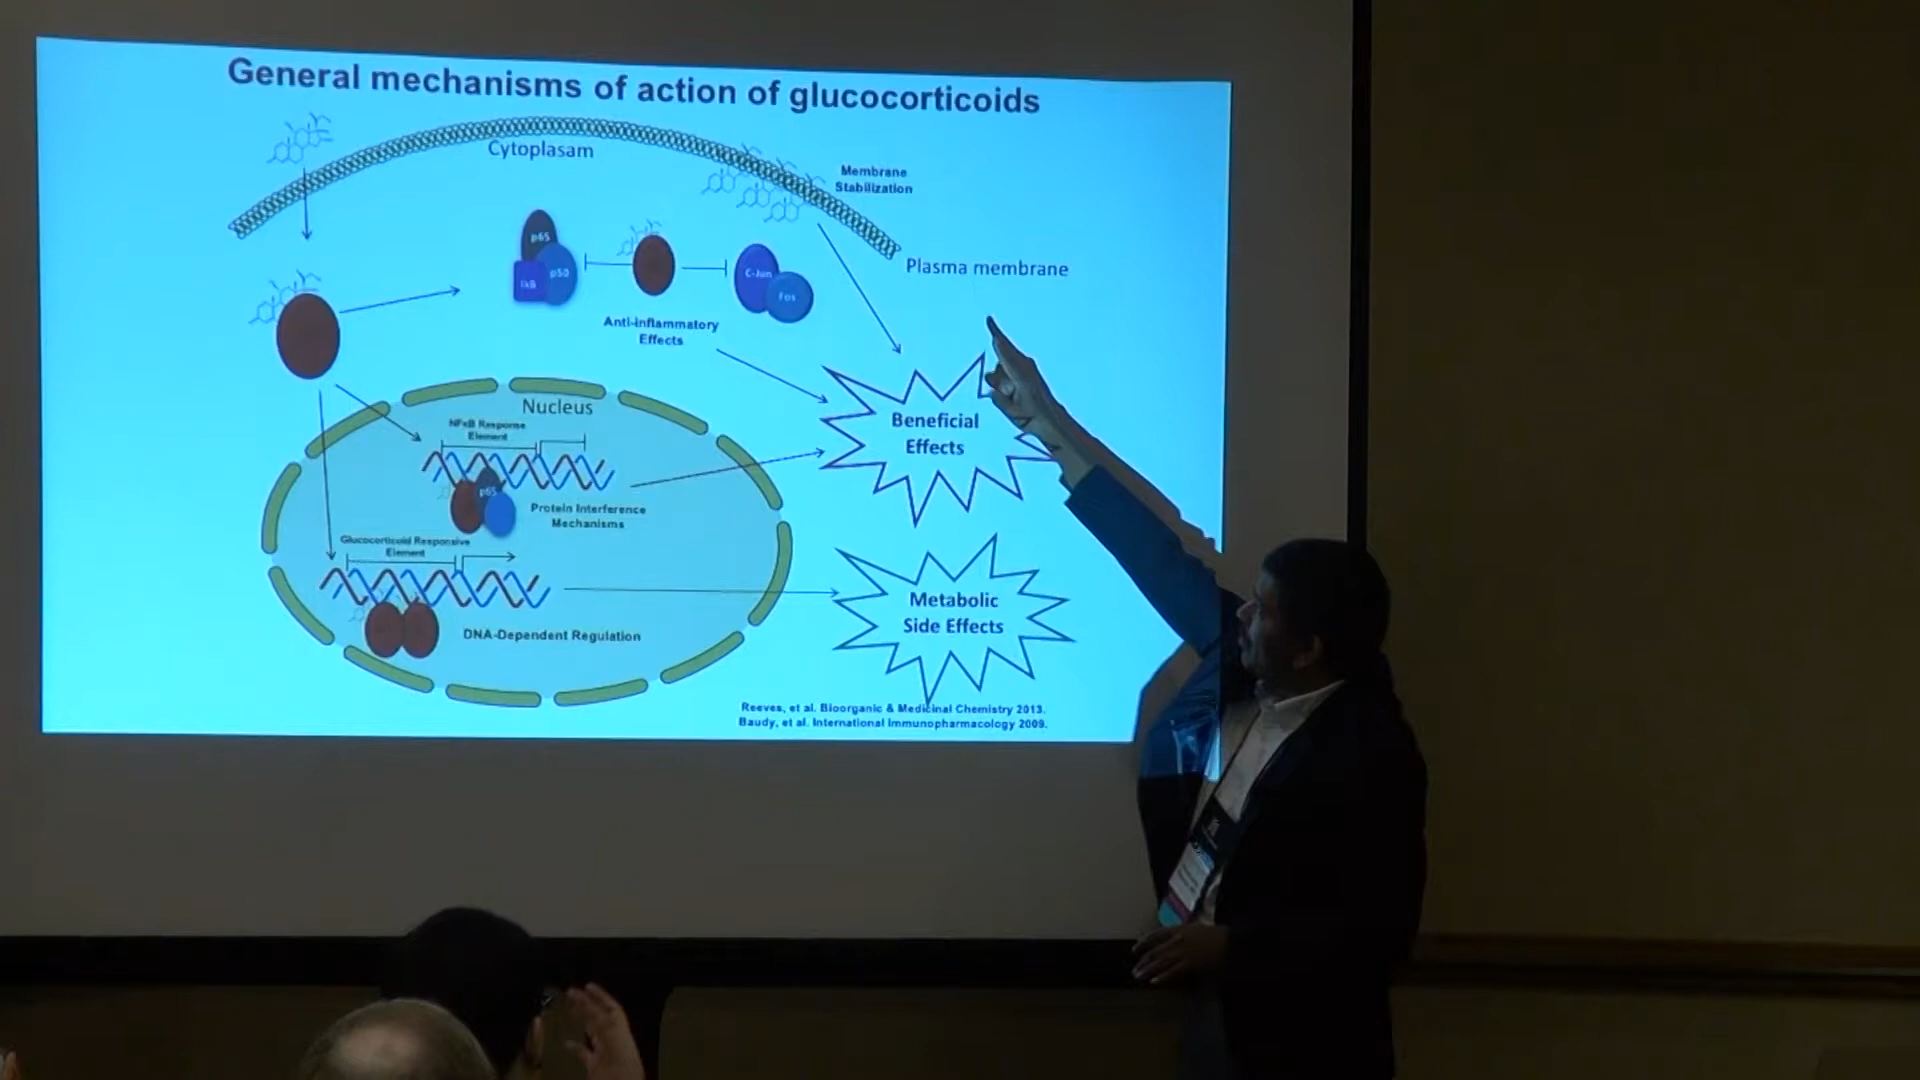 General mechanisms of action of glucocorticoids
Cytoplasam
Membrane
Stabilization
p65
p50
IκB
C-Jun
Fos
Plasma membrane
Anti-inflammatory
Effects
Nucleus
NFκB Response
Element
p65
Protein Interference
Mechanisms
Beneficial
Effects
Glucocorticoid Responsive
Element
DNA-Dependent Regulation
Metabolic
Side Effects
Reeves, et al. Bioorganic & Medicinal Chemistry 2013.
Baudy, et al. International Immunopharmacology 2009.